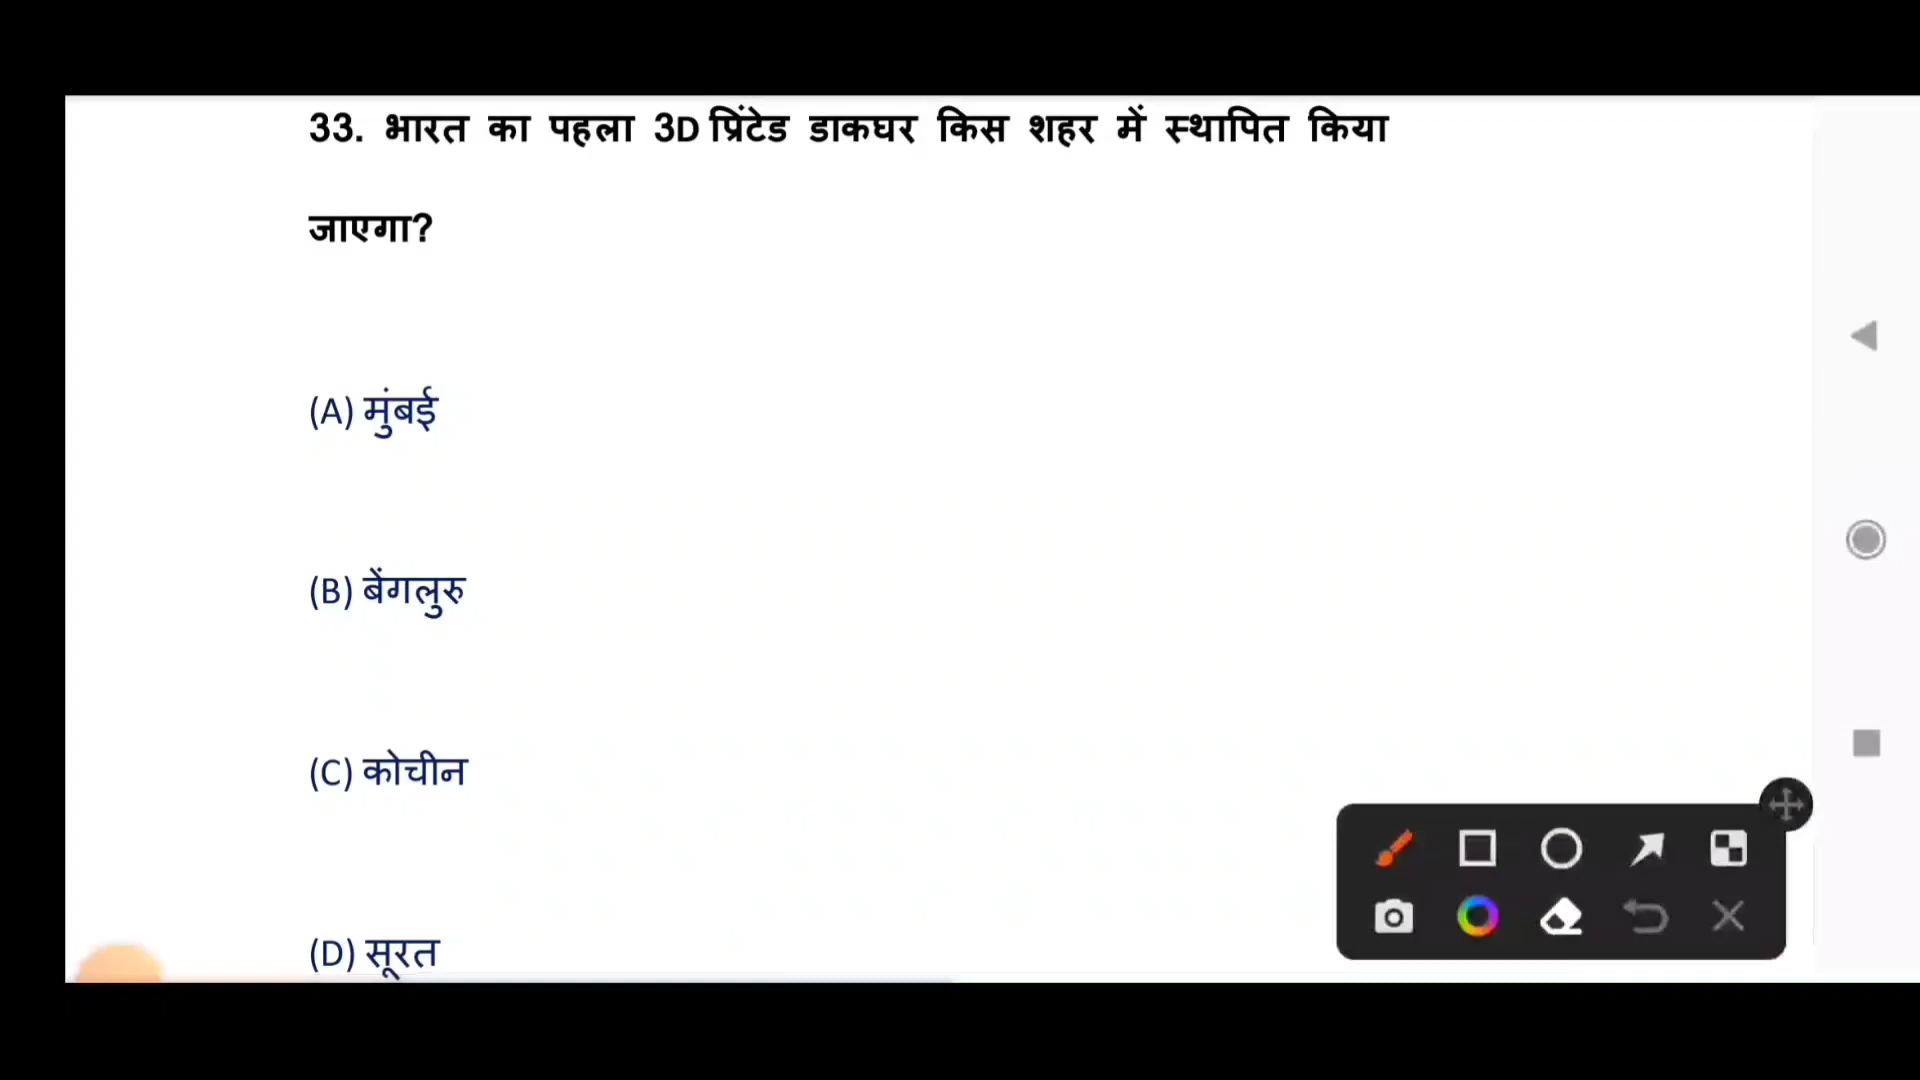 33. भारत का पहला 3D प्रिंटेड डाकघर किस शहर में स्थापित किया
जाएगा?
(A) मुंबई
(B) बेंगलुरु
(C) कोचीन
(D) सूरत